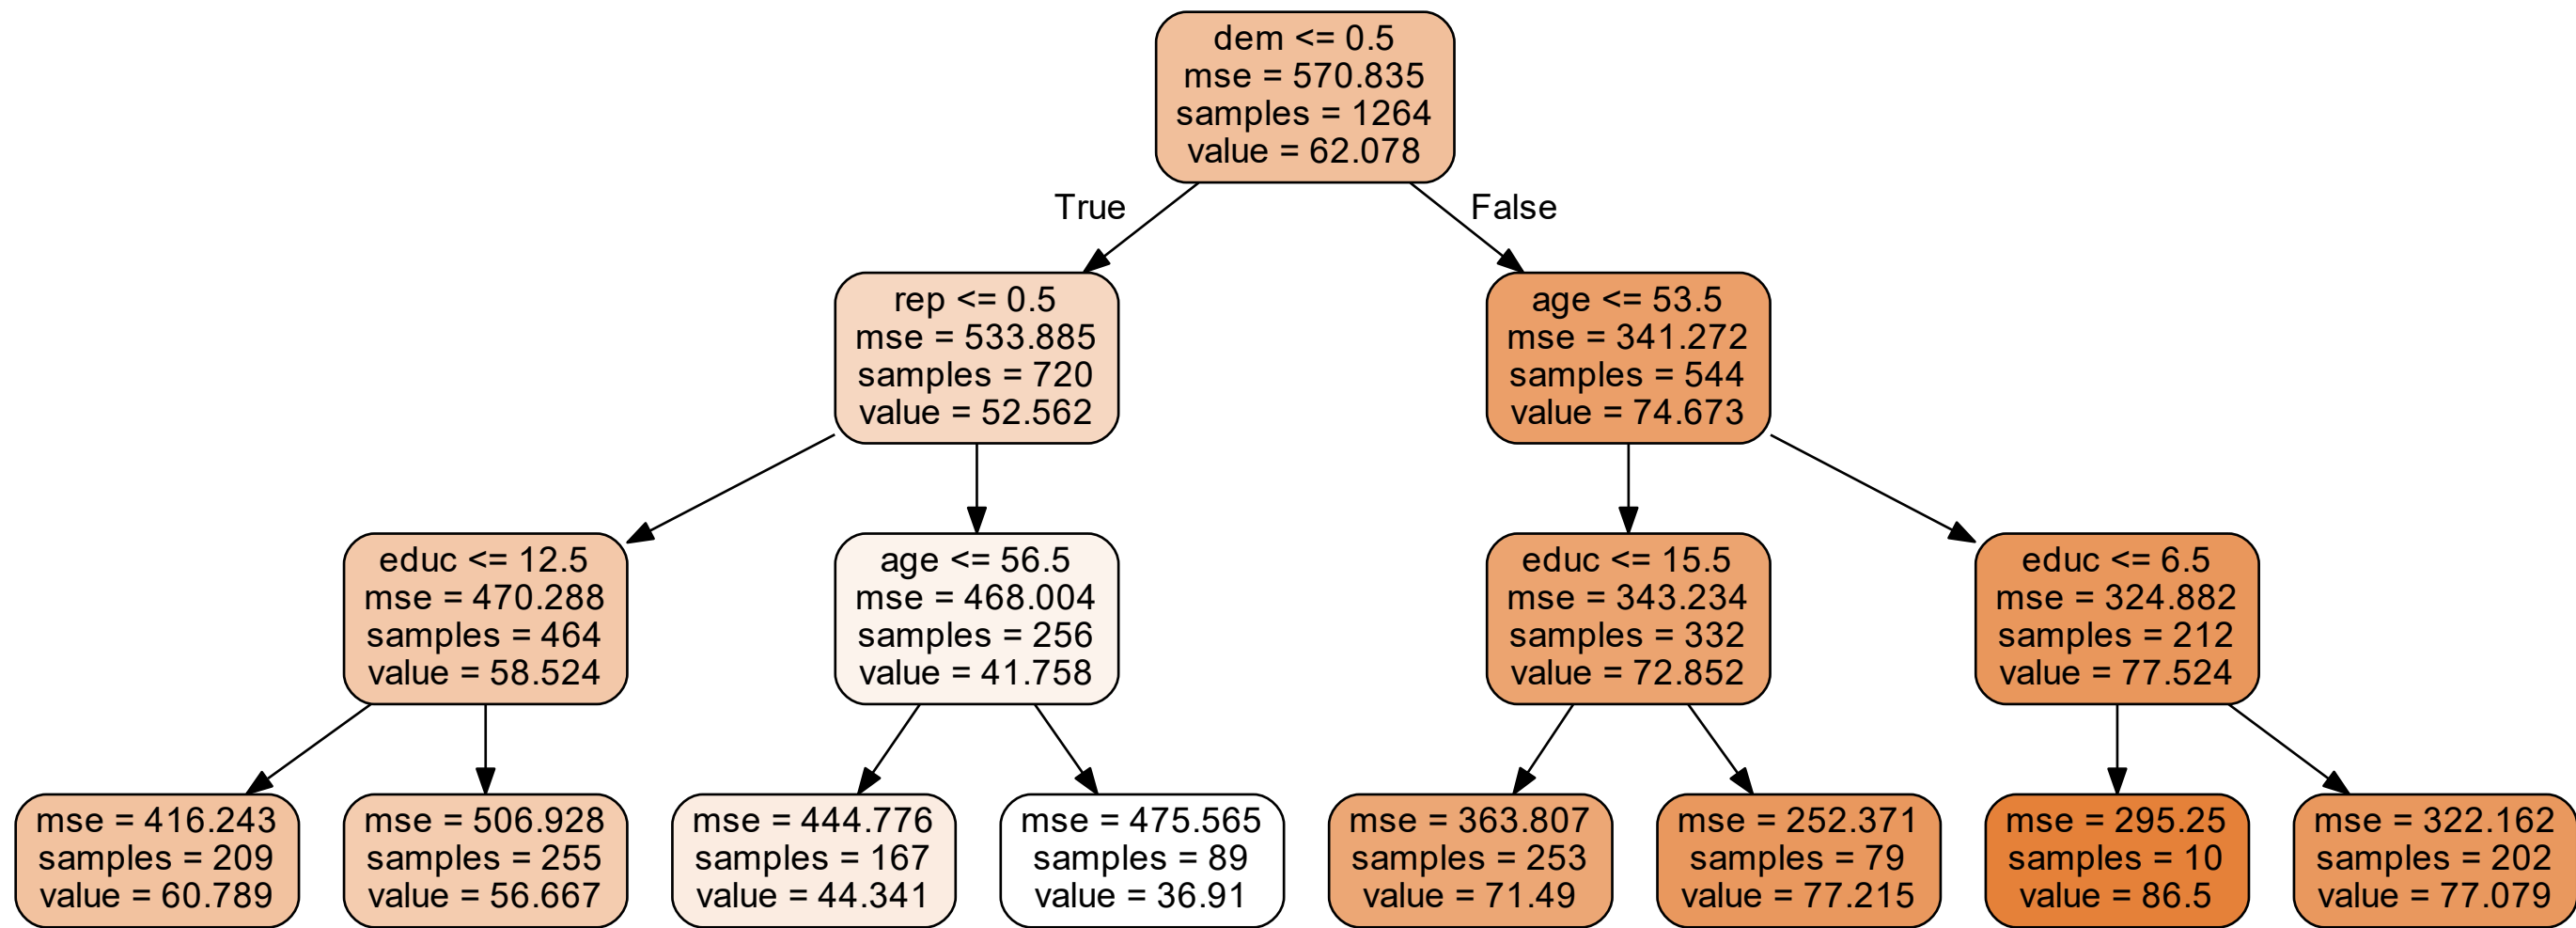 dem <= 0.5
mse = 570.835
samples = 1264
value = 62.078
True
False
rep <= 0.5
mse = 533.885
samples = 720
value = 52.562
age <= 53.5
mse = 341.272
samples = 544
value = 74.673
educ <= 12.5
mse = 470.288
samples = 464
value = 58.524
age <= 56.5
mse = 468.004
samples = 256
value = 41.758
educ <= 15.5
mse = 343.234
samples = 332
value = 72.852
educ <= 6.5
mse = 324.882
samples = 212
value = 77.524
mse = 416.243
samples = 209
value = 60.789
mse = 506.928
samples = 255
value = 56.667
mse = 444.776
samples = 167
value = 44.341
mse = 475.565
samples = 89
value = 36.91
mse = 363.807
samples = 253
value = 71.49
mse = 252.371
samples = 79
value = 77.215
mse = 295.25
samples = 10
value = 86.5
mse = 322.162
samples = 202
value = 77.079